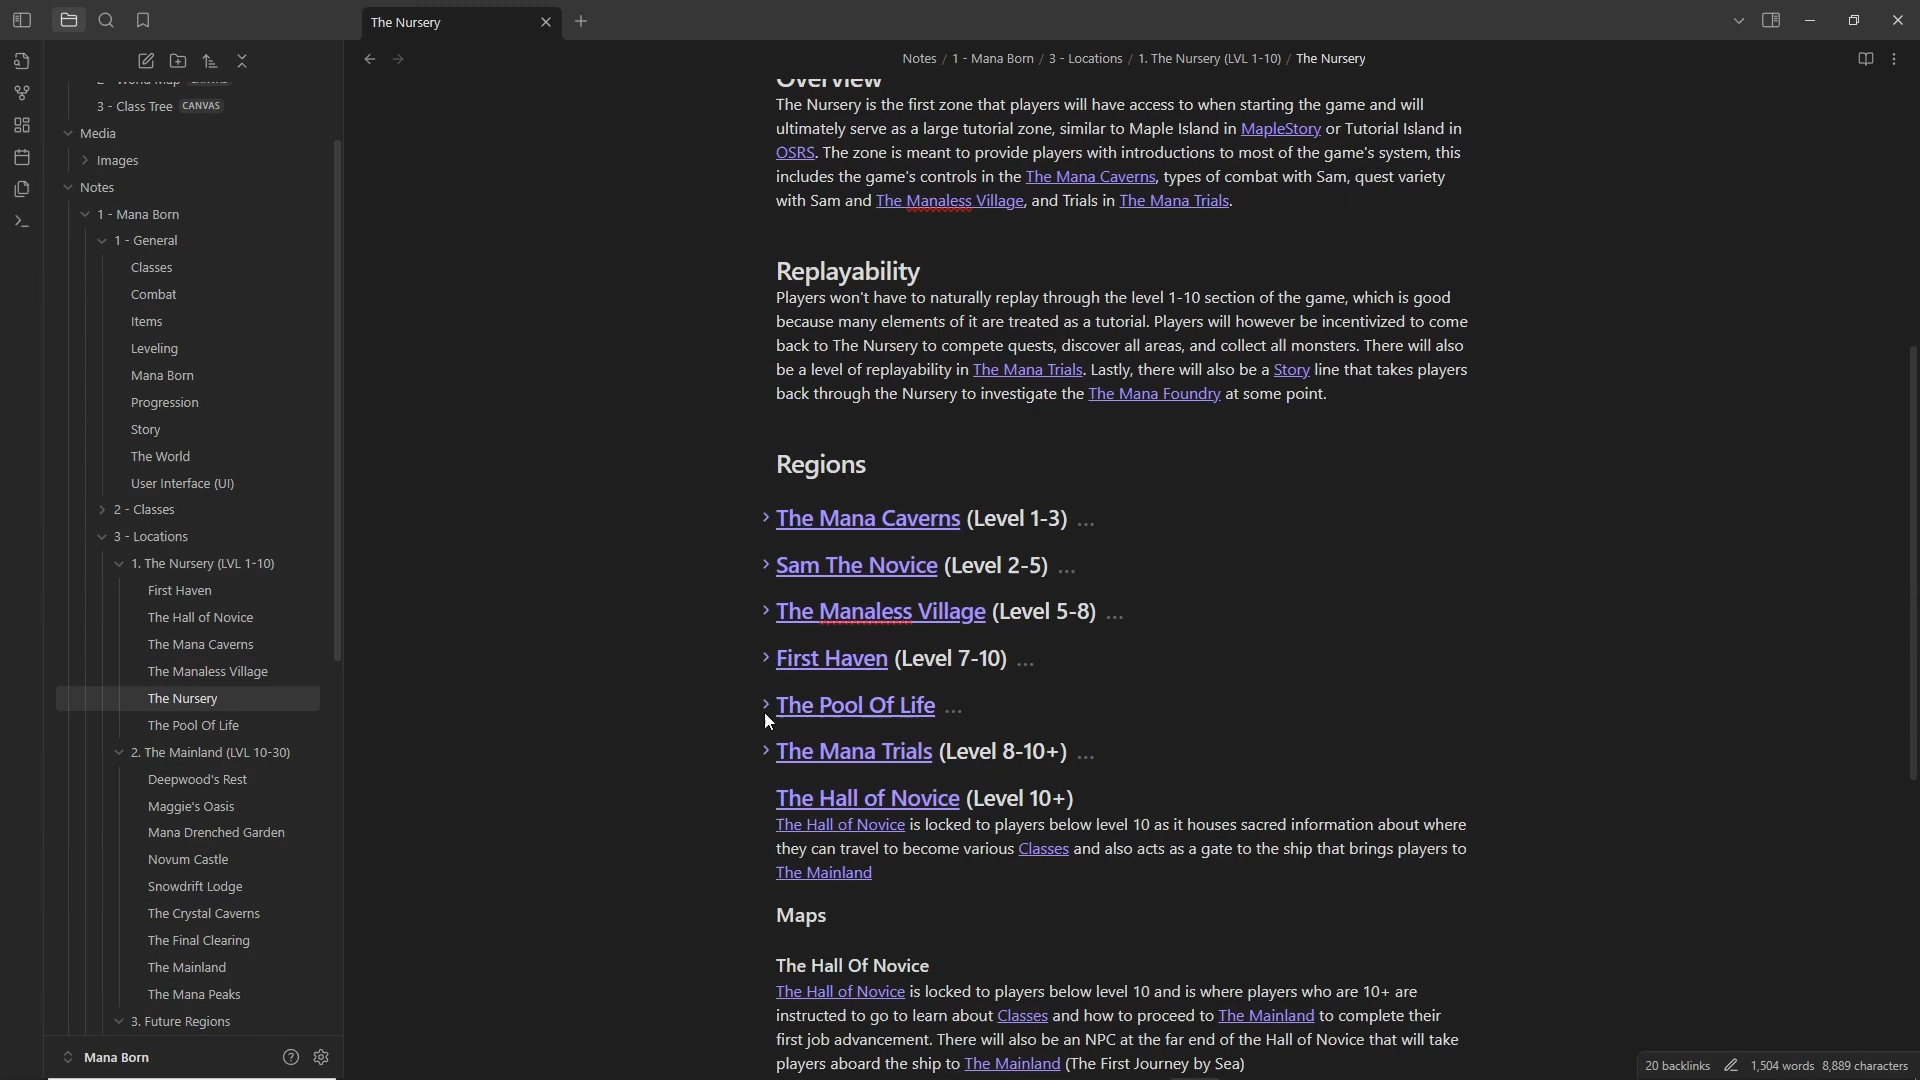 The Nursery
Notes / 1 - Mana Born / 3 - Locations / 1. The Nursery (LVL 1-10) / The Nursery
3 - Class Tree CANVAS
Media
Images
Notes
1 - Mana Born
1 - General
Classes
Combat
Items
Leveling
Mana Born
Progression
Story
The World
User Interface (UI)
2 - Classes
3 - Locations
1. The Nursery (LVL 1-10)
First Haven
The Hall of Novice
The Mana Caverns
The Manaless Village
The Nursery
The Pool Of Life
2. The Mainland (LVL 10-30)
Deepwood's Rest
Maggie's Oasis
Mana Drenched Garden
Novum Castle
Snowdrift Lodge
The Crystal Caverns
The Final Clearing
The Mainland
The Mana Peaks
3. Future Regions
Mana Born
Overview
The Nursery is the first zone that players will have access to when starting the game and will
ultimately serve as a large tutorial zone, similar to Maple Island in MapleStory or Tutorial Island in
OSRS. The zone is meant to provide players with introductions to most of the game's system, this
includes the game's controls in the The Mana Caverns, types of combat with Sam, quest variety
with Sam and The Manaless Village, and Trials in The Mana Trials.
Replayability
Players won't have to naturally replay through the level 1-10 section of the game, which is good
because many elements of it are treated as a tutorial. Players will however be incentivized to come
back to The Nursery to compete quests, discover all areas, and collect all monsters. There will also
be a level of replayability in The Mana Trials. Lastly, there will also be a Story line that takes players
back through the Nursery to investigate the The Mana Foundry at some point.
Regions
The Mana Caverns (Level 1-3) ...
Sam The Novice (Level 2-5) ...
The Manaless Village (Level 5-8) ...
First Haven (Level 7-10) ...
The Pool Of Life ...
The Mana Trials (Level 8-10+) ...
The Hall of Novice (Level 10+)
The Hall of Novice is locked to players below level 10 as it houses sacred information about where
they can travel to become various Classes and also acts as a gate to the ship that brings players to
The Mainland
Maps
The Hall Of Novice
The Hall of Novice is locked to players below level 10 and is where players who are 10+ are
instructed to go to learn about Classes and how to proceed to The Mainland to complete their
first job advancement. There will also be an NPC at the far end of the Hall of Novice that will take
players aboard the ship to The Mainland (The First Journey by Sea)
20 backlinks 1,504 words 8,889 characters